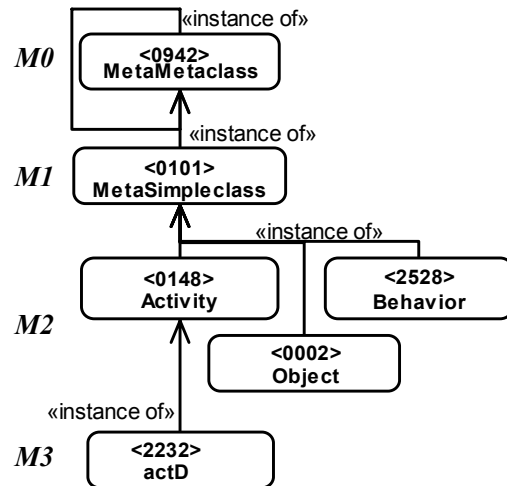 «instance of»
M0
<0942>
MetaMetaclass
«instance of»
M1
<0101>
MetaSimpleclass
«instance of»
<0148>
Activity
<2528>
Behavior
M2
<0002>
Object
«instance of»
M3
<2232>
actD